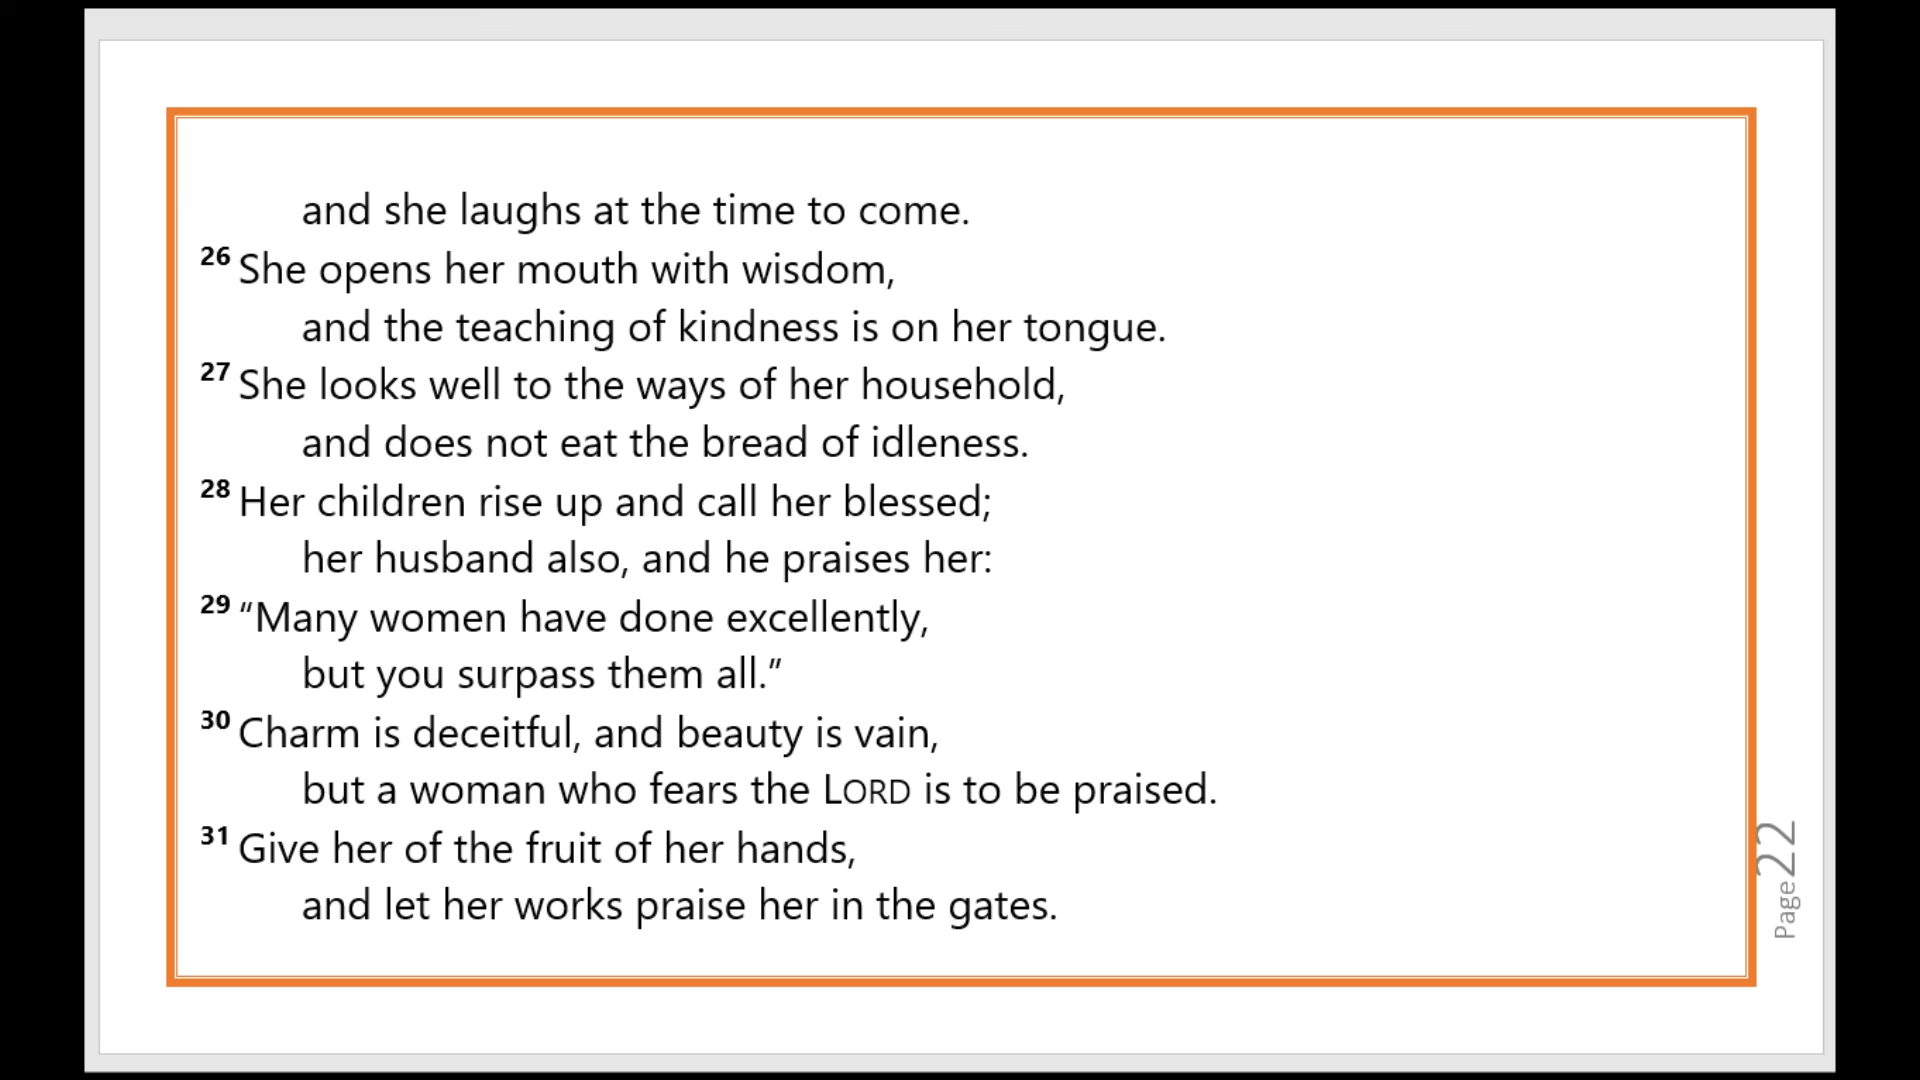 and she laughs at the time to come.
26 She opens her mouth with wisdom,
and the teaching of kindness is on her tongue.
27 She looks well to the ways of her household,
and does not eat the bread of idleness.
28 Her children rise up and call her blessed;
her husband also, and he praises her:
29 “Many women have done excellently,
but you surpass them all.”
30 Charm is deceitful, and beauty is vain,
but a woman who fears the LORD is to be praised.
31 Give her of the fruit of her hands,
and let her works praise her in the gates.
Page 22